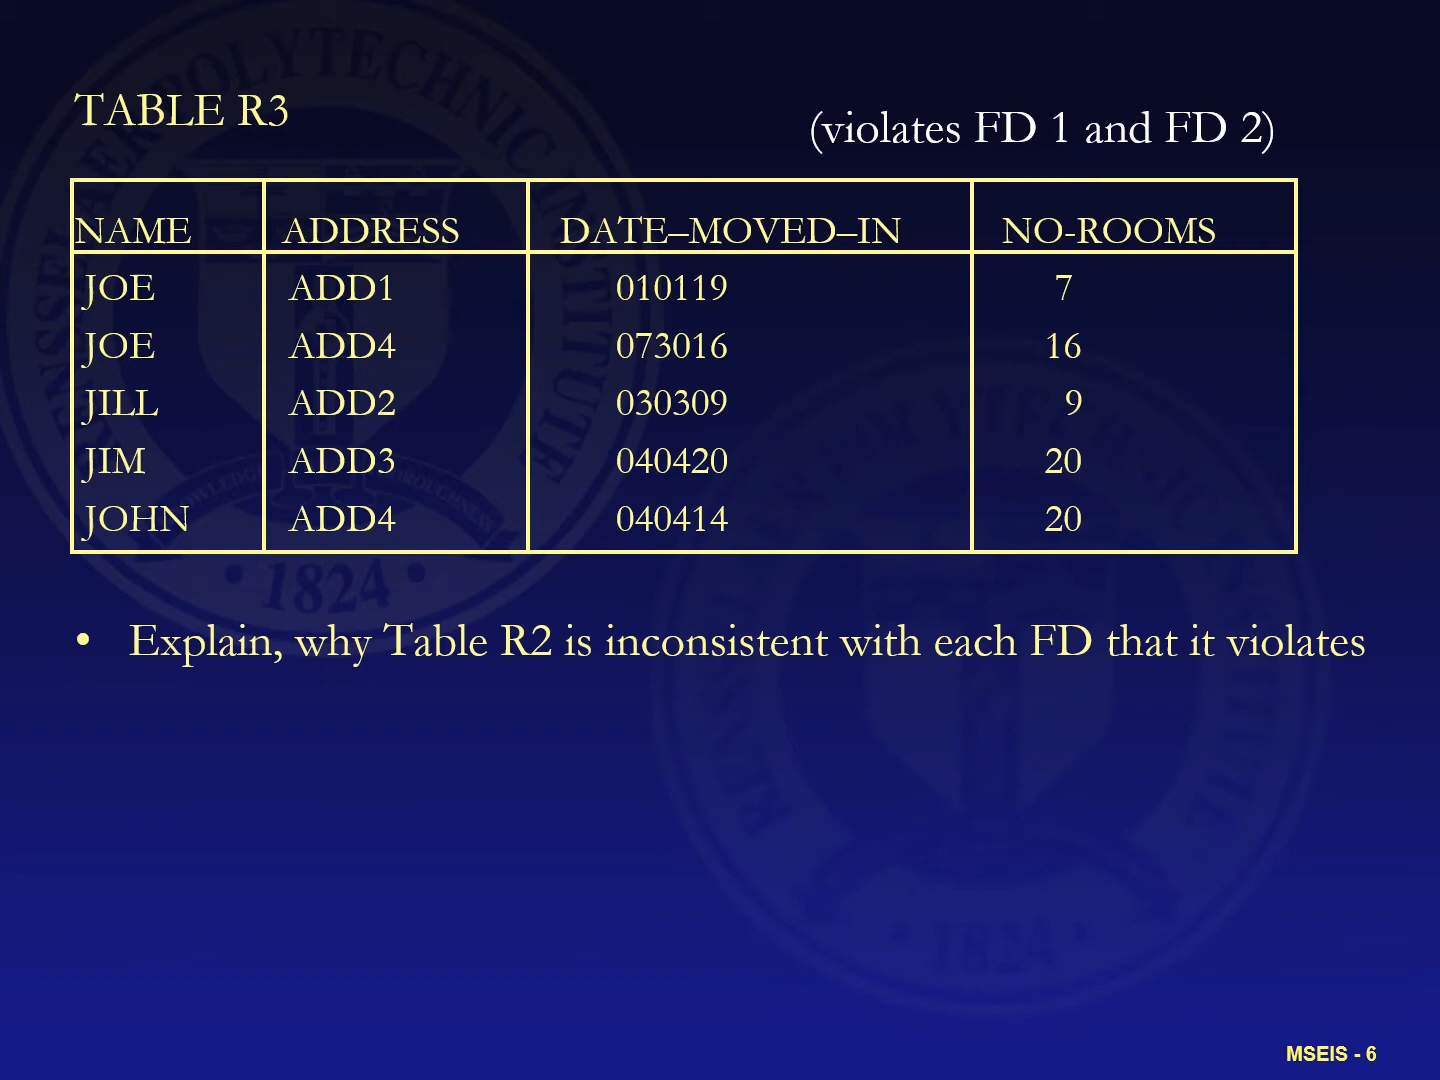 TABLE R3
(violates FD 1 and FD 2)
NAME ADDRESS DATE–MOVED–IN NO-ROOMS
JOE ADD1 010119 7
JOE ADD4 073016 16
JILL ADD2 030309 9
JIM ADD3 040420 20
JOHN ADD4 040414 20
• Explain, why Table R2 is inconsistent with each FD that it violates
• 1824 •
• 1824 •
MSEIS - 6